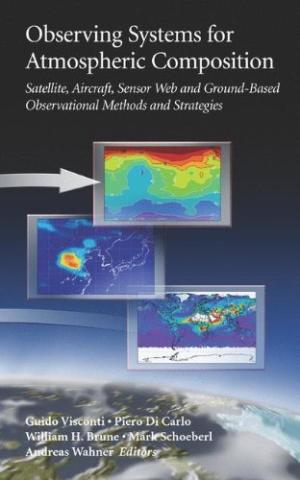 Observing Systems for
Atmospheric Composition
Satellite, Aircraft, Sensor Web and Ground-Based
Observational Methods and Strategies
Guido Visconti • Piero Di Carlo
William H. Brune • Mark Schoeberl
Andreas Wahner Editors